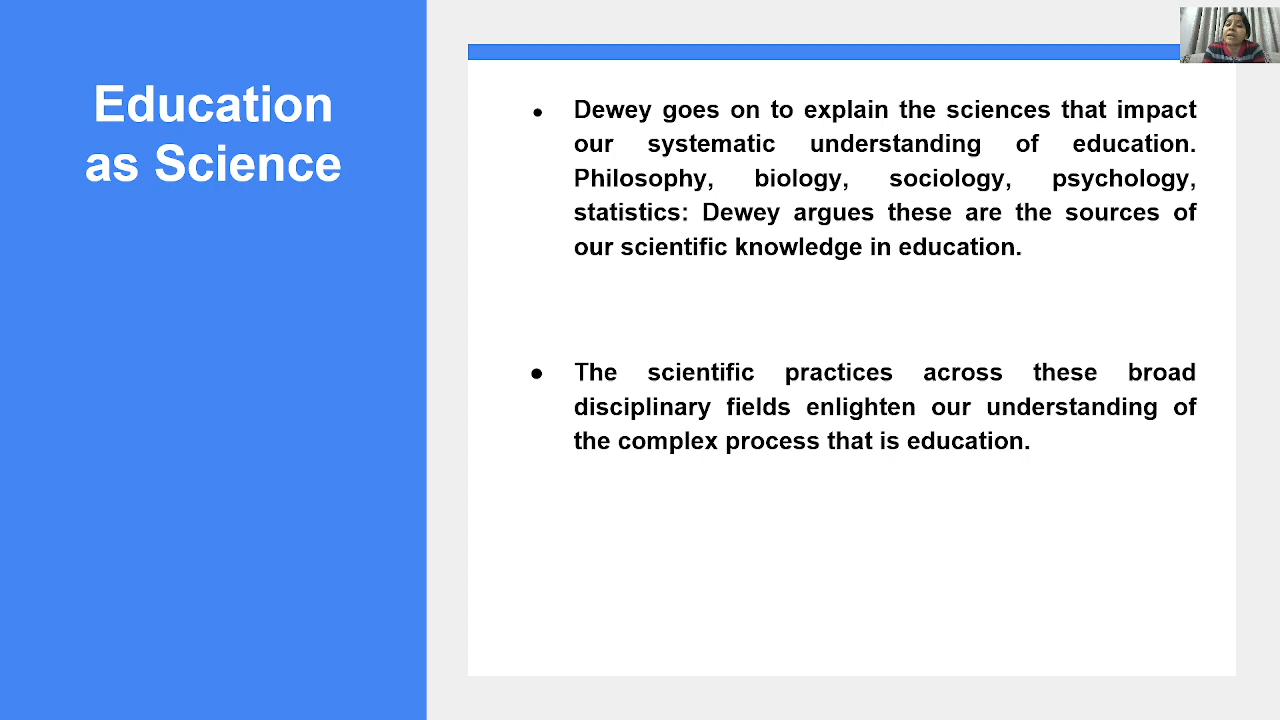 Education
as Science
● Dewey goes on to explain the sciences that impact
our systematic understanding of education.
Philosophy, biology, sociology, psychology,
statistics: Dewey argues these are the sources of
our scientific knowledge in education.
● The scientific practices across these broad
disciplinary fields enlighten our understanding of
the complex process that is education.